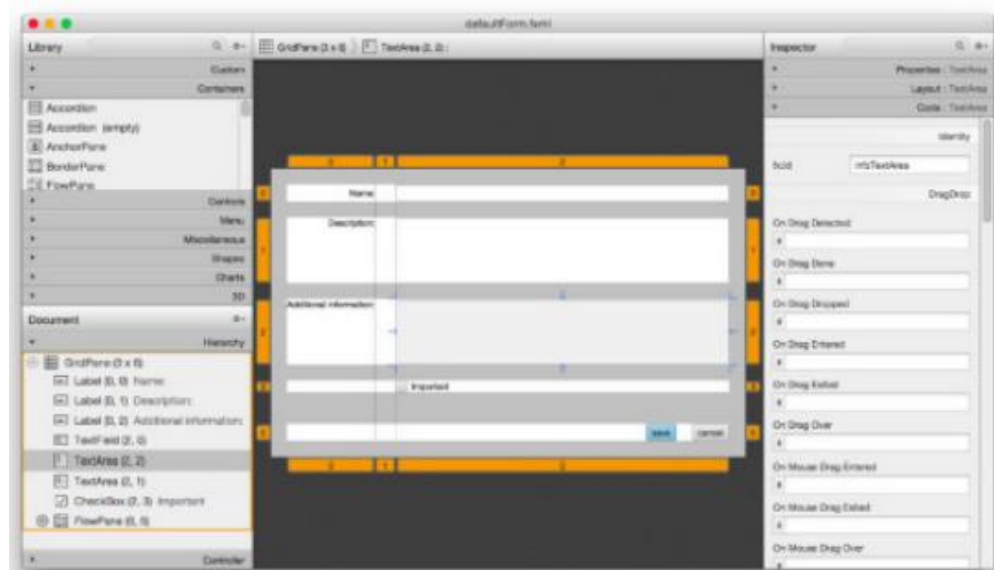 defaultForm.fxml
Library
GridPane (3 x 6)
TextArea (2, 2) :
Inspector
Custom
Containers
Accordion
Accordion (empty)
AnchorPane
BorderPane
FlowPane
Controls
Menu
Miscellaneous
Shapes
Charts
3D
Document
Hierarchy
GridPane (3 x 6)
Label (0, 0) Name:
Label (0, 1) Description:
Label (0, 2) Additional information:
TextField (2, 0)
TextArea (2, 2)
TextArea (2, 1)
CheckBox (2, 3) Important
FlowPane (0, 5)
Controller
Name:
Description:
Additional information:
Important
save
cancel
Properties : TextArea
Layout : TextArea
Code : TextArea
Identity
fx:id
infoTextArea
DragDrop
On Drag Detected
#
On Drag Done
#
On Drag Dropped
#
On Drag Entered
#
On Drag Exited
#
On Drag Over
#
On Mouse Drag Entered
#
On Mouse Drag Exited
#
On Mouse Drag Over